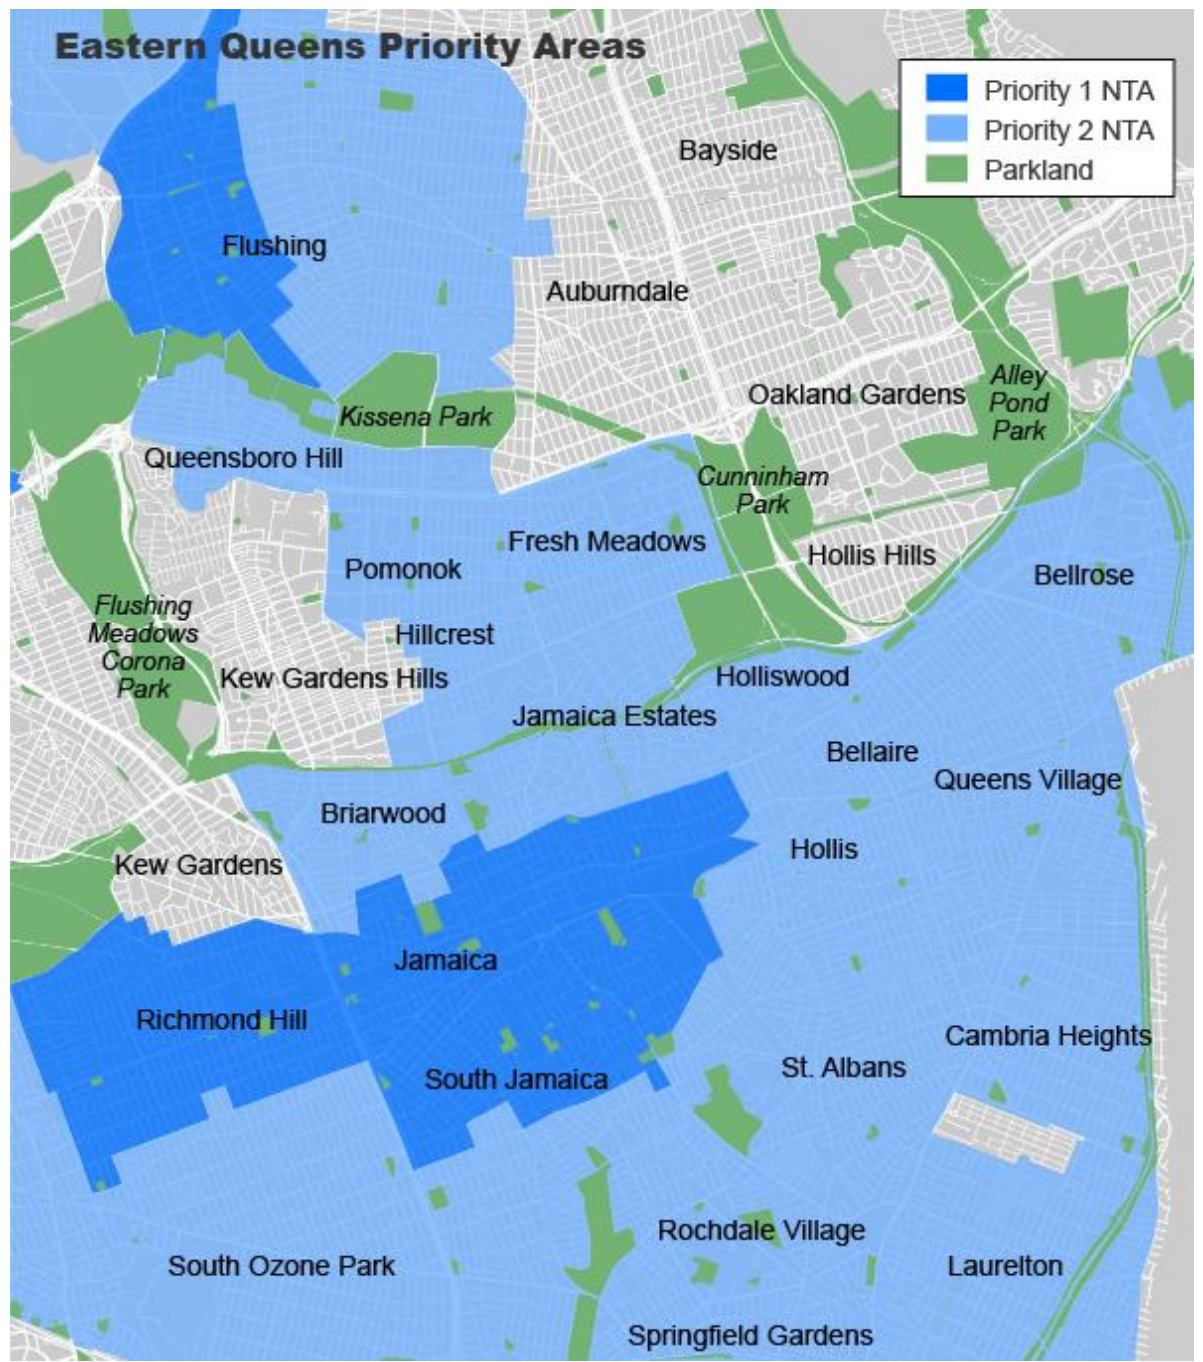 Eastern Queens Priority Areas
Priority 1 NTA
Priority 2 NTA
Parkland
Bayside
Flushing
Auburndale
Oakland Gardens
Alley
Pond
Park
Kissena Park
Queensboro Hill
Cunninham
Park
Fresh Meadows
Hollis Hills
Pomonok
Bellrose
Flushing
Meadows
Corona
Park
Hillcrest
Kew Gardens Hills
Holliswood
Jamaica Estates
Bellaire
Queens Village
Briarwood
Hollis
Kew Gardens
Jamaica
Richmond Hill
Cambria Heights
St. Albans
South Jamaica
Rochdale Village
South Ozone Park
Laurelton
Springfield Gardens